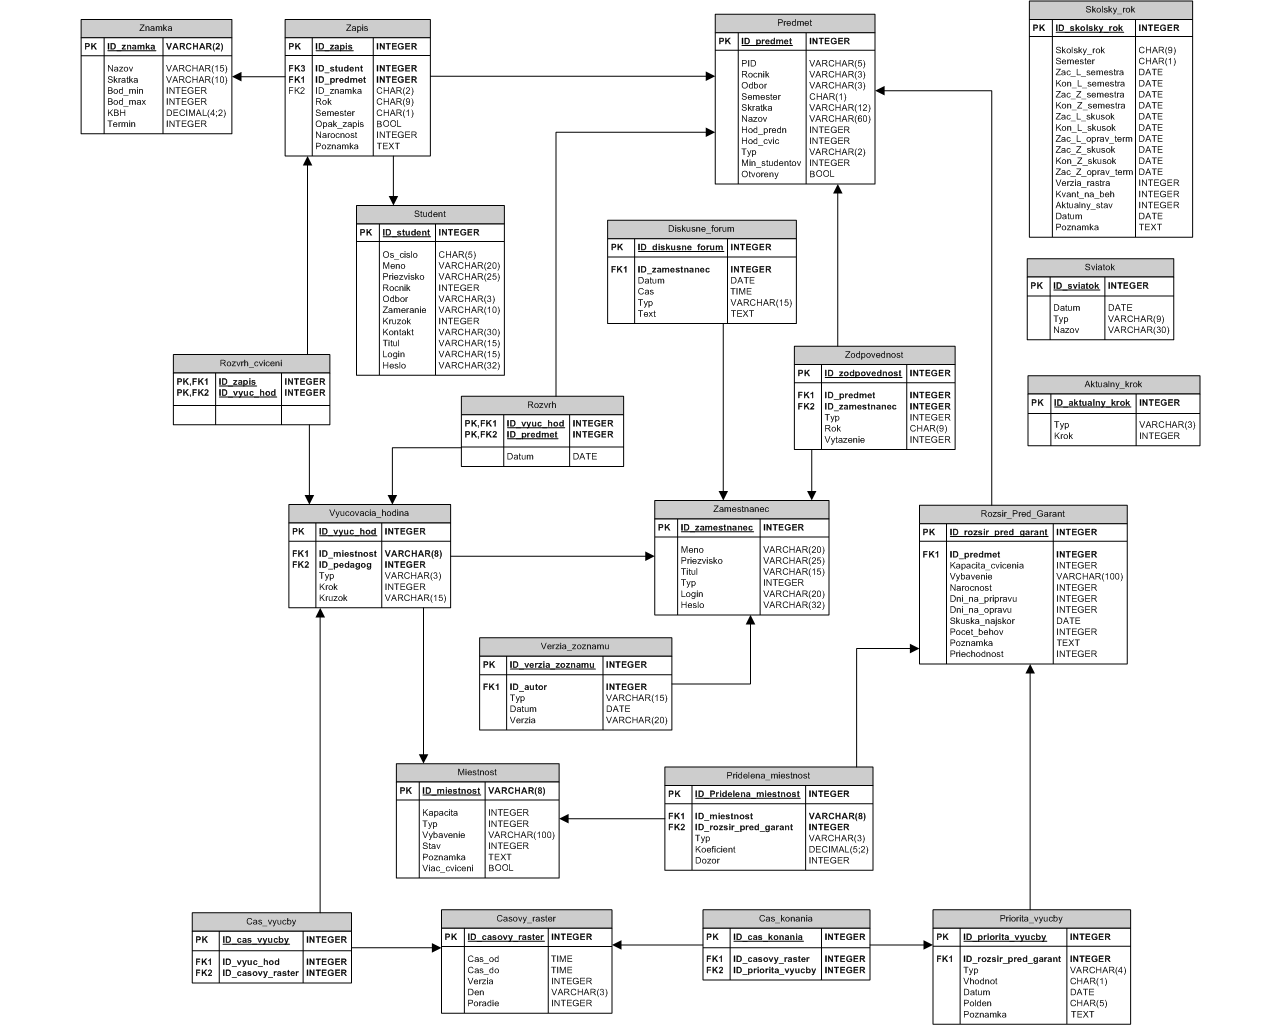 Znamka
PK ID_znamka VARCHAR(2)
Nazov VARCHAR(15)
Skratka VARCHAR(10)
Bod_min INTEGER
Bod_max INTEGER
KBH DECIMAL(4;2)
Termin INTEGER
Zapis
PK ID_zapis INTEGER
FK3 ID_student INTEGER
FK1 ID_predmet INTEGER
FK2 ID_znamka CHAR(2)
Rok CHAR(9)
Semester CHAR(1)
Opak_zapis BOOL
Narocnost INTEGER
Poznamka TEXT
Predmet
PK ID_predmet INTEGER
PID VARCHAR(5)
Rocnik VARCHAR(3)
Odbor VARCHAR(3)
Semester CHAR(1)
Skratka VARCHAR(12)
Nazov VARCHAR(60)
Hod_predn INTEGER
Hod_cvic INTEGER
Typ VARCHAR(2)
Min_studentov INTEGER
Otvoreny BOOL
Skolsky_rok
PK ID_skolsky_rok INTEGER
Skolsky_rok CHAR(9)
Semester CHAR(1)
Zac_L_semestra DATE
Kon_L_semestra DATE
Zac_Z_semestra DATE
Kon_Z_semestra DATE
Zac_L_skusok DATE
Kon_L_skusok DATE
Zac_L_oprav_term DATE
Zac_Z_skusok DATE
Kon_Z_skusok DATE
Zac_Z_oprav_term DATE
Verzia_rastra INTEGER
Kvant_na_beh INTEGER
Aktualny_stav INTEGER
Datum DATE
Poznamka TEXT
Student
PK ID_student INTEGER
Os_cislo CHAR(5)
Meno VARCHAR(20)
Priezvisko VARCHAR(25)
Rocnik INTEGER
Odbor VARCHAR(3)
Zameranie VARCHAR(10)
Kruzok INTEGER
Kontakt VARCHAR(30)
Titul VARCHAR(15)
Login VARCHAR(15)
Heslo VARCHAR(32)
Diskusne_forum
PK ID_diskusne_forum INTEGER
FK1 ID_zamestnanec INTEGER
Datum DATE
Cas TIME
Typ VARCHAR(15)
Text TEXT
Sviatok
PK ID_sviatok INTEGER
Datum DATE
Typ VARCHAR(9)
Nazov VARCHAR(30)
Rozvrh_cviceni
PK,FK1 ID_zapis INTEGER
PK,FK2 ID_vyuc_hod INTEGER
Rozvrh
PK,FK1 ID_vyuc_hod INTEGER
PK,FK2 ID_predmet INTEGER
Datum DATE
Zodpovednost
PK ID_zodpovednost INTEGER
FK1 ID_predmet INTEGER
FK2 ID_zamestnanec INTEGER
Typ INTEGER
Rok CHAR(9)
Vytazenie INTEGER
Aktualny_krok
PK ID_aktualny_krok INTEGER
Typ VARCHAR(3)
Krok INTEGER
Vyucovacia_hodina
PK ID_vyuc_hod INTEGER
FK1 ID_miestnost VARCHAR(8)
FK2 ID_pedagog INTEGER
Typ VARCHAR(3)
Krok INTEGER
Kruzok VARCHAR(15)
Zamestnanec
PK ID_zamestnanec INTEGER
Meno VARCHAR(20)
Priezvisko VARCHAR(25)
Titul VARCHAR(15)
Typ INTEGER
Login VARCHAR(20)
Heslo VARCHAR(32)
Rozsir_Pred_Garant
PK ID_rozsir_pred_garant INTEGER
FK1 ID_predmet INTEGER
Kapacita_cvicenia INTEGER
Vybavenie VARCHAR(100)
Narocnost INTEGER
Dni_na_pripravu INTEGER
Dni_na_opravu INTEGER
Skuska_najskor DATE
Pocet_behov INTEGER
Poznamka TEXT
Priechodnost INTEGER
Verzia_zoznamu
PK ID_verzia_zoznamu INTEGER
FK1 ID_autor INTEGER
Typ VARCHAR(15)
Datum DATE
Verzia VARCHAR(20)
Miestnost
PK ID_miestnost VARCHAR(8)
Kapacita INTEGER
Typ INTEGER
Vybavenie VARCHAR(100)
Stav INTEGER
Poznamka TEXT
Viac_cviceni BOOL
Pridelena_miestnost
PK ID_Pridelena_miestnost INTEGER
FK1 ID_miestnost VARCHAR(8)
FK2 ID_rozsir_pred_garant INTEGER
Typ VARCHAR(3)
Koeficient DECIMAL(5;2)
Dozor INTEGER
Cas_vyucby
PK ID_cas_vyucby INTEGER
FK1 ID_vyuc_hod INTEGER
FK2 ID_casovy_raster INTEGER
Casovy_raster
PK ID_casovy_raster INTEGER
Cas_od TIME
Cas_do TIME
Verzia INTEGER
Den VARCHAR(3)
Poradie INTEGER
Cas_konania
PK ID_cas_konania INTEGER
FK1 ID_casovy_raster INTEGER
FK2 ID_priorita_vyucby INTEGER
Priorita_vyucby
PK ID_priorita_vyucby INTEGER
FK1 ID_rozsir_pred_garant INTEGER
Typ VARCHAR(4)
Vhodnot CHAR(1)
Datum DATE
Polden CHAR(5)
Poznamka TEXT